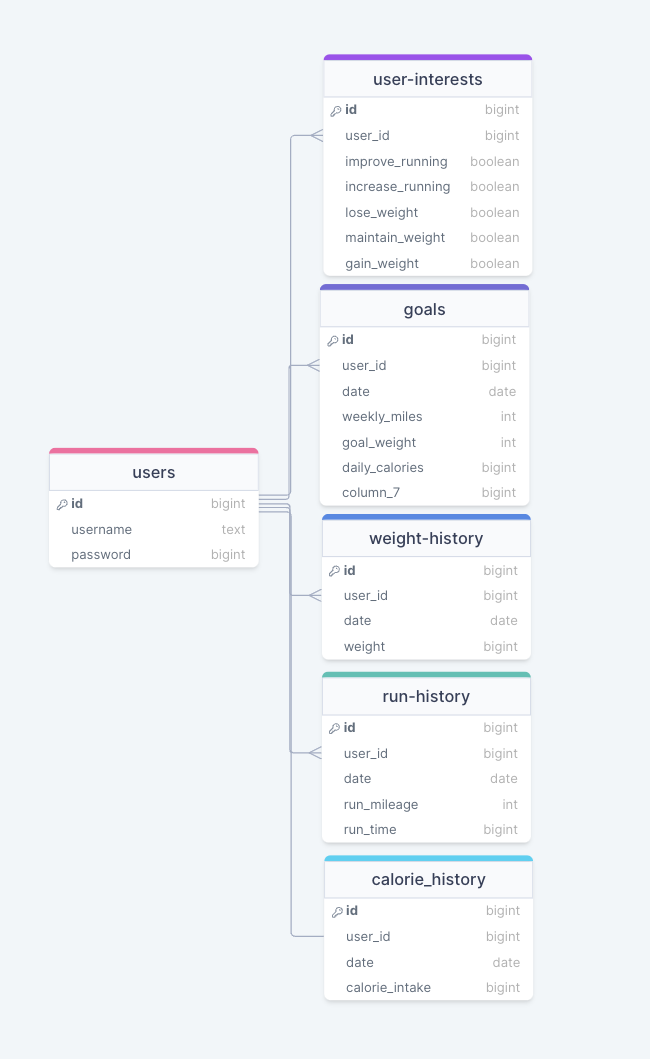 user-interests
id bigint
user_id bigint
improve_running boolean
increase_running boolean
lose_weight boolean
maintain_weight boolean
gain_weight boolean
goals
id bigint
user_id bigint
date date
weekly_miles int
goal_weight int
daily_calories bigint
column_7 bigint
users
id bigint
username text
password bigint
weight-history
id bigint
user_id bigint
date date
weight bigint
run-history
id bigint
user_id bigint
date date
run_mileage int
run_time bigint
calorie_history
id bigint
user_id bigint
date date
calorie_intake bigint